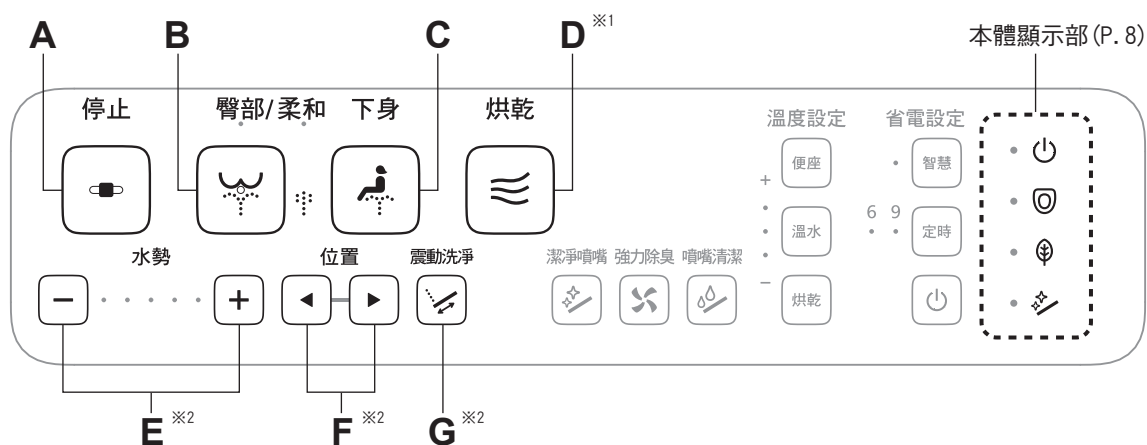 A B C D ※1
本體顯示部(P. 8)
停止 臀部/柔和 下身 烘乾 溫度設定 省電設定
便座 智慧
+ 6 9
溫水 定時
水勢 位置 震動洗淨 潔淨噴嘴 強力除臭 噴嘴清潔
− + ◀ ▶ − 烘乾
E ※2 F ※2 G ※2